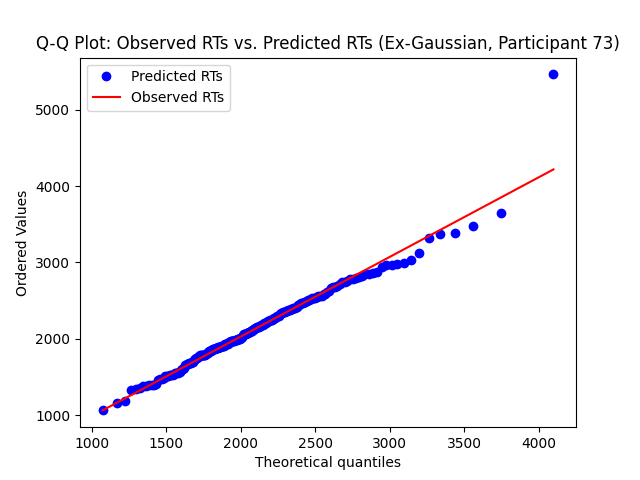 Q-Q Plot: Observed RTs vs. Predicted RTs (Ex-Gaussian, Participant 73)
Predicted RTs
Observed RTs
Ordered Values
5000
4000
3000
2000
1000
1000 1500 2000 2500 3000 3500 4000
Theoretical quantiles